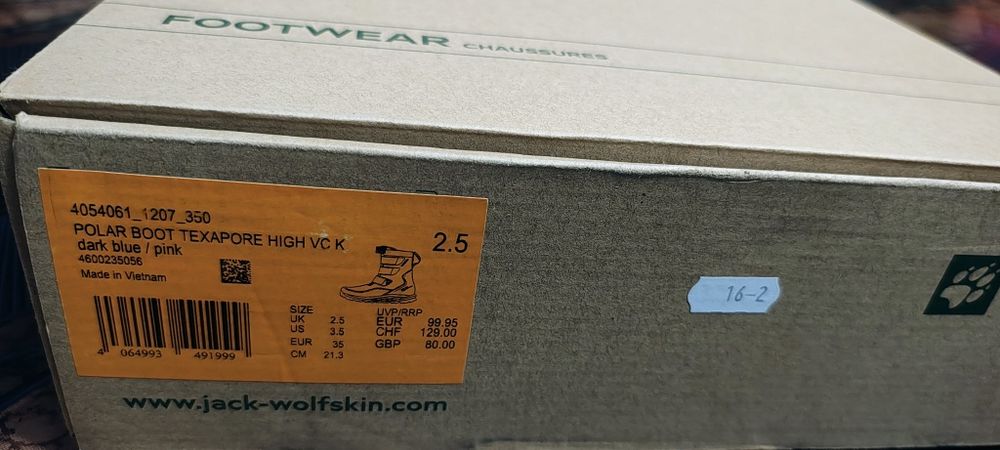 FOOTWEAR CHAUSSURES
4054061_1207_350
POLAR BOOT TEXAPORE HIGH VC K
2.5
dark blue / pink
4600235056
Made in Vietnam
SIZE
UK 2.5
US 3.5
EUR 35
CM 21.3
UVP/RRP
EUR 99.95
CHF 129.00
GBP 80.00
4 064993 491999
16-2
www.jack-wolfskin.com